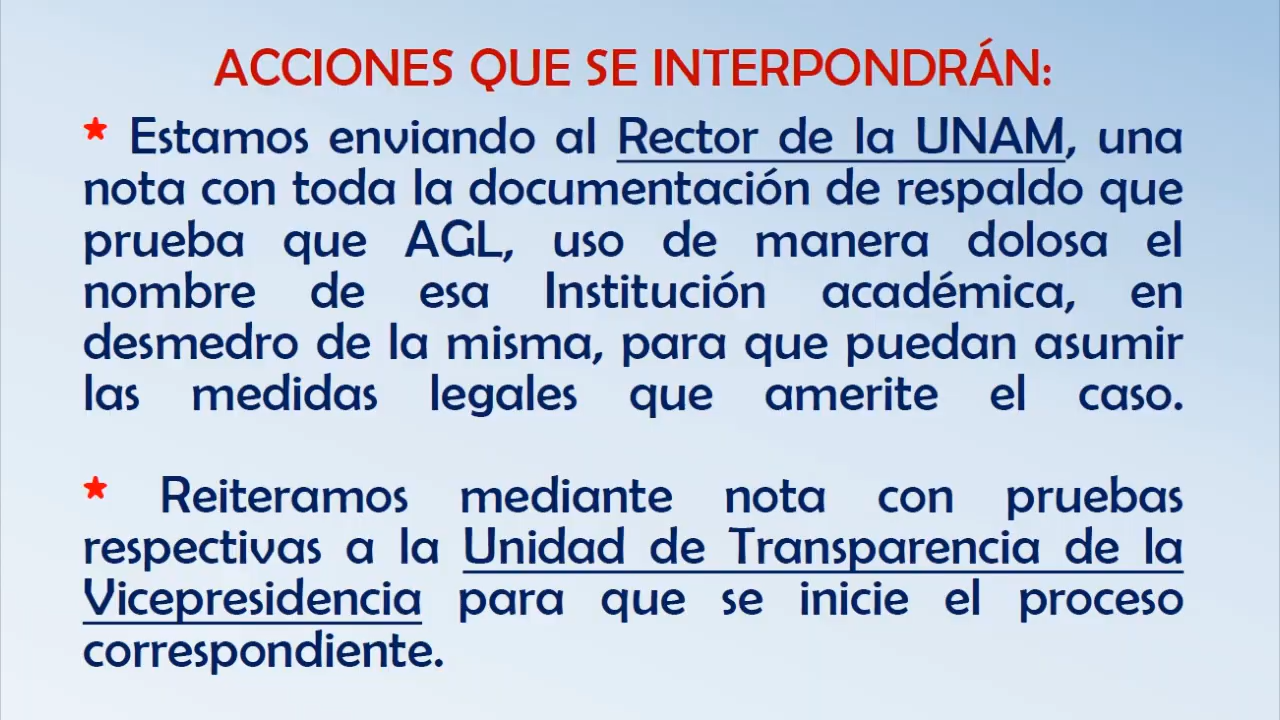 ACCIONES QUE SE INTERPONDRÁN:
* Estamos enviando al Rector de la UNAM, una
nota con toda la documentación de respaldo que
prueba que AGL, uso de manera dolosa el
nombre de esa Institución académica, en
desmedro de la misma, para que puedan asumir
las medidas legales que amerite el caso.
* Reiteramos mediante nota con pruebas
respectivas a la Unidad de Transparencia de la
Vicepresidencia para que se inicie el proceso
correspondiente.